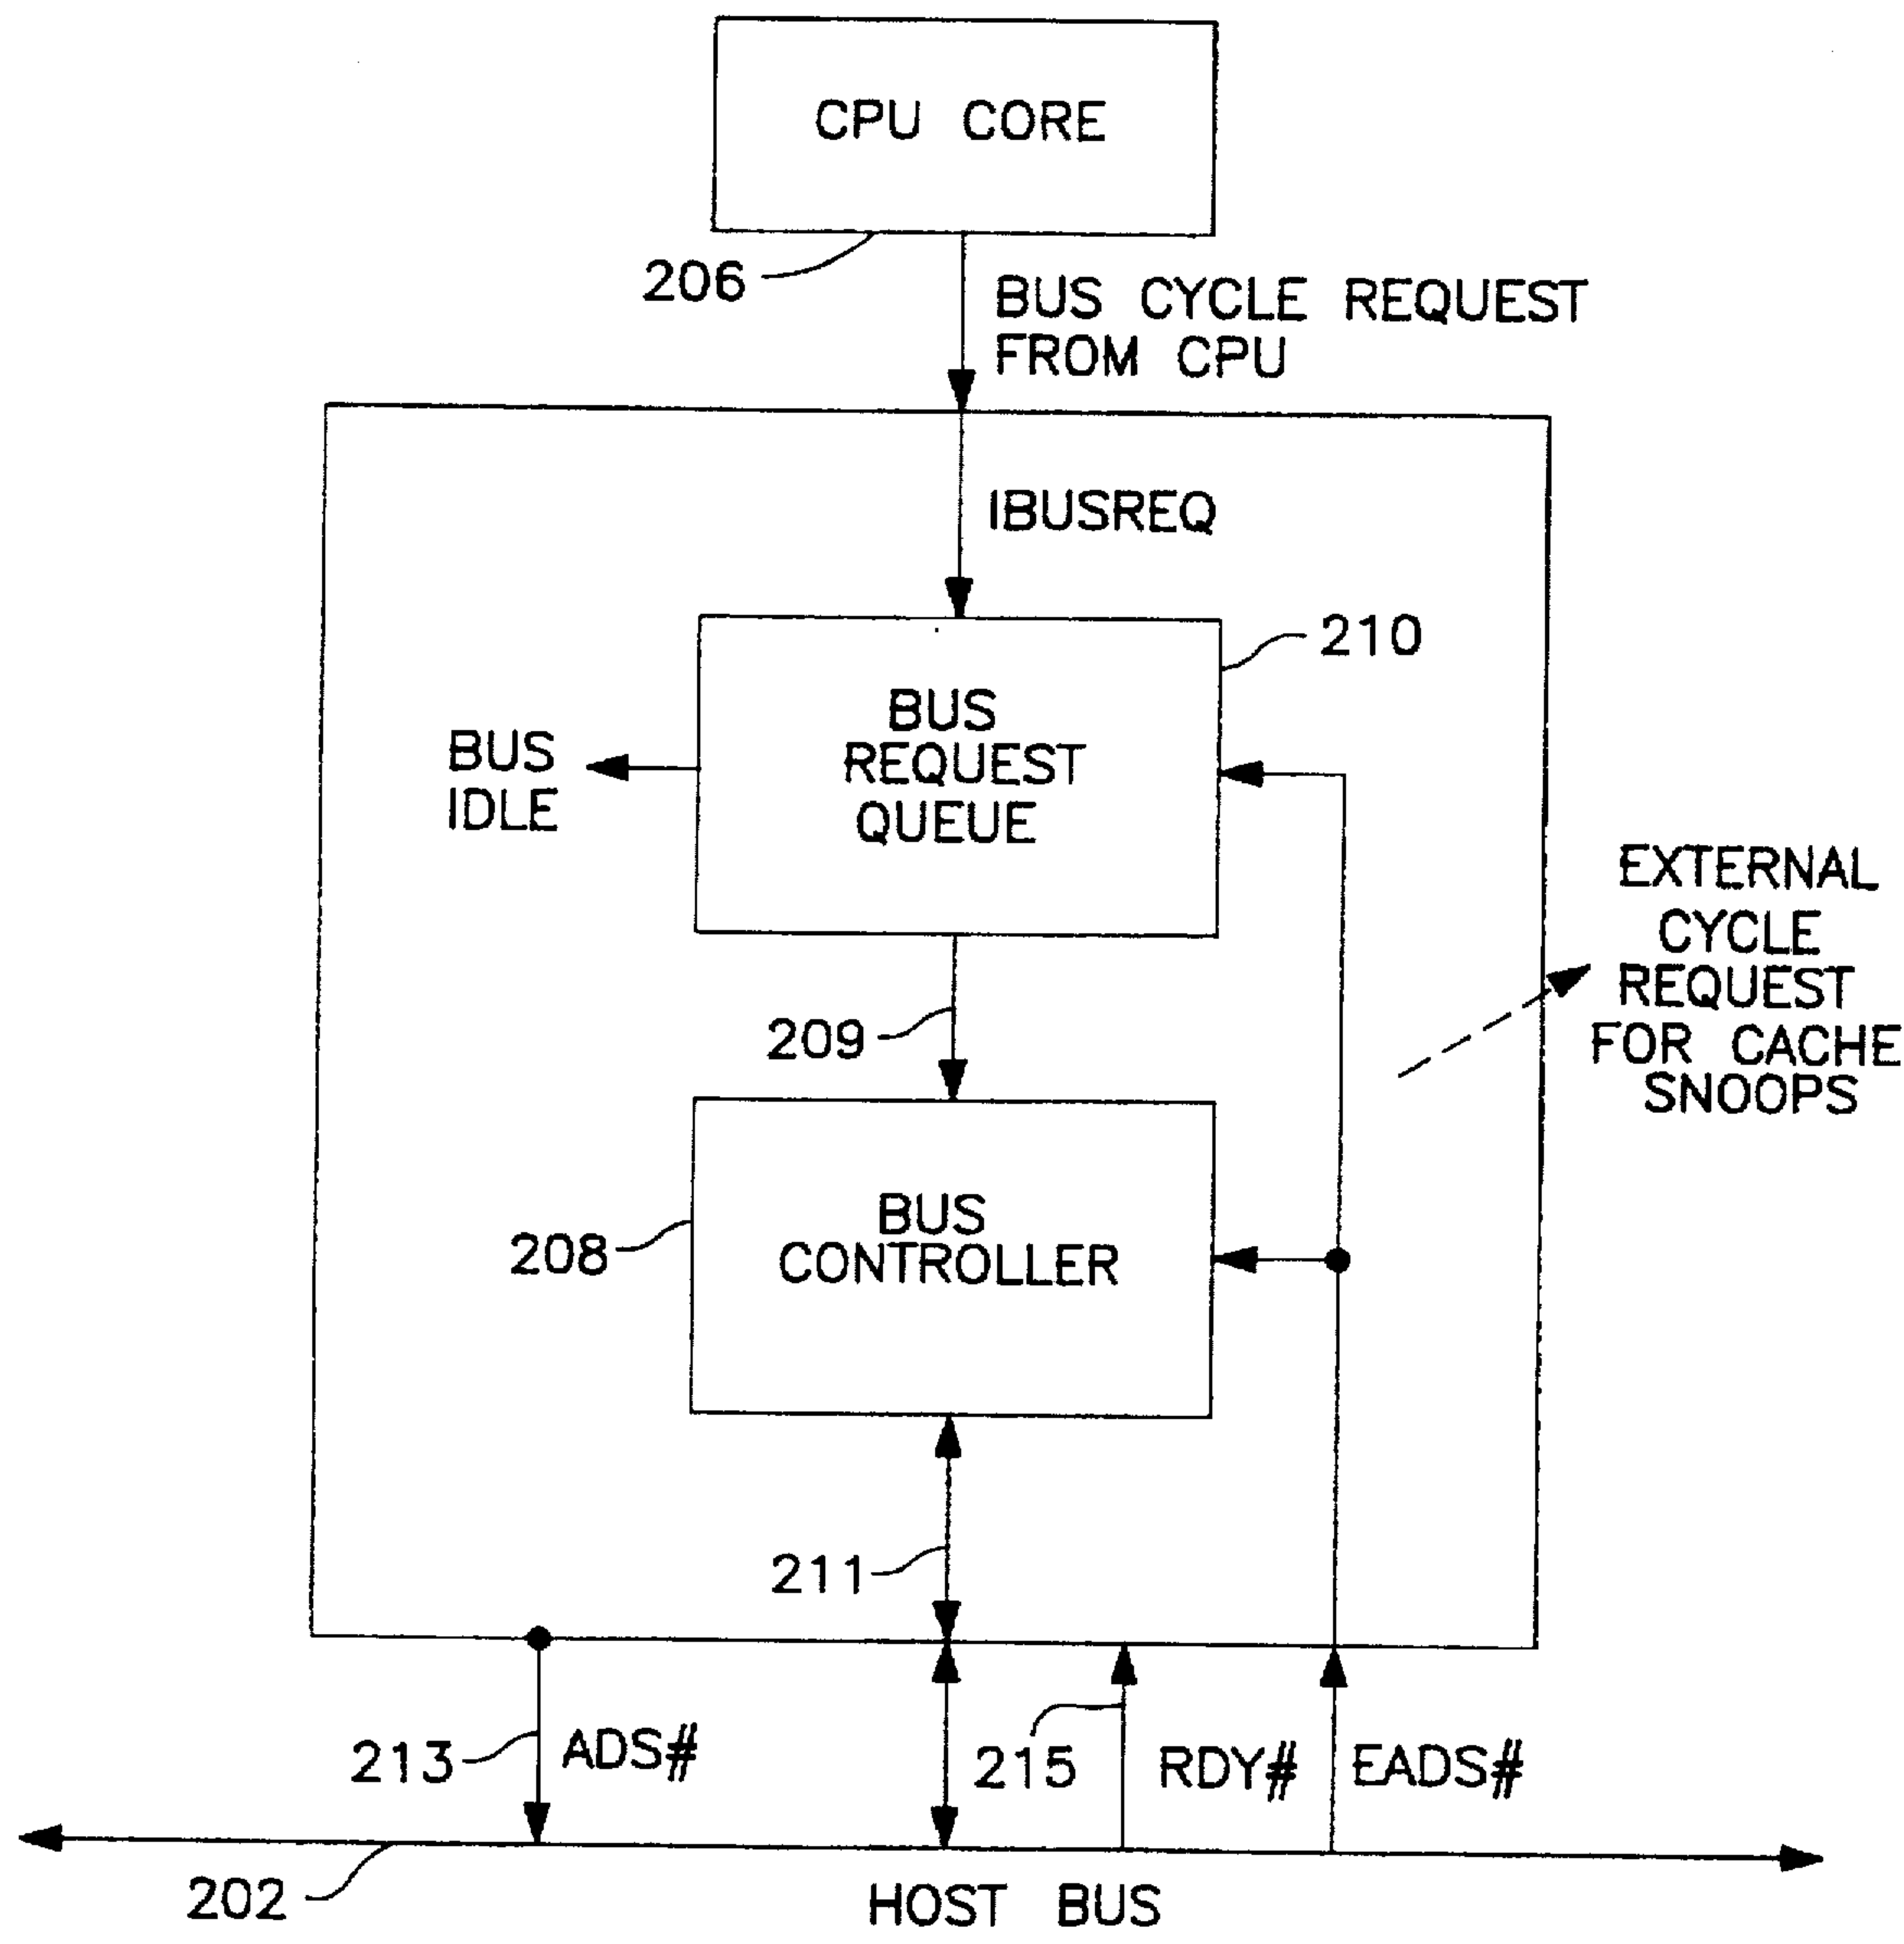 CPU CORE
206
BUS CYCLE REQUEST
FROM CPU
IBUSREQ
210
BUS
REQUEST
QUEUE
BUS
IDLE
EXTERNAL
CYCLE
REQUEST
FOR CACHE
SNOOPS
209
BUS
CONTROLLER
208
211
213
ADS#
215
RDY#
EADS#
202
HOST BUS